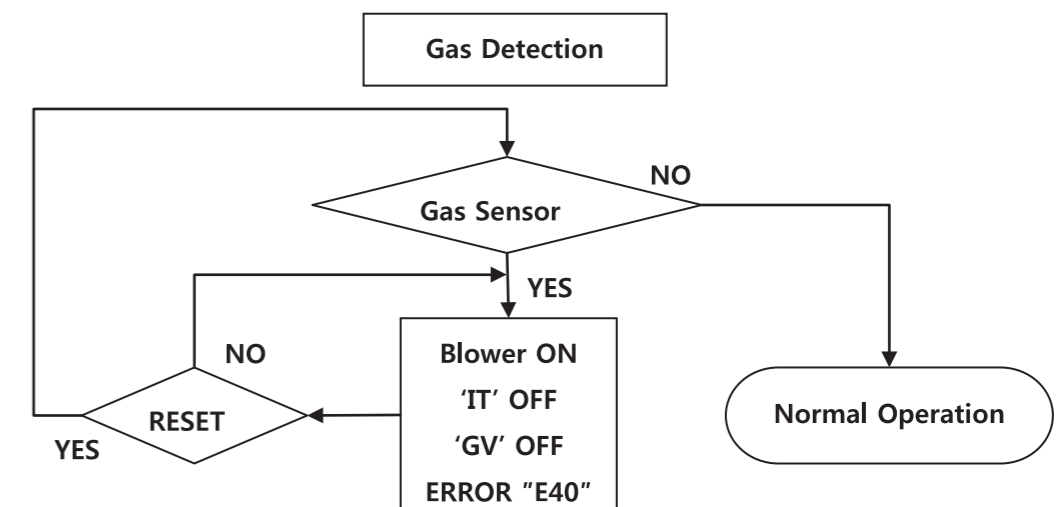 Gas Detection
NO
Gas Sensor
YES
NO
Blower ON
‘IT’ OFF
‘GV’ OFF
ERROR ”E40”
RESET
YES
Normal Operation